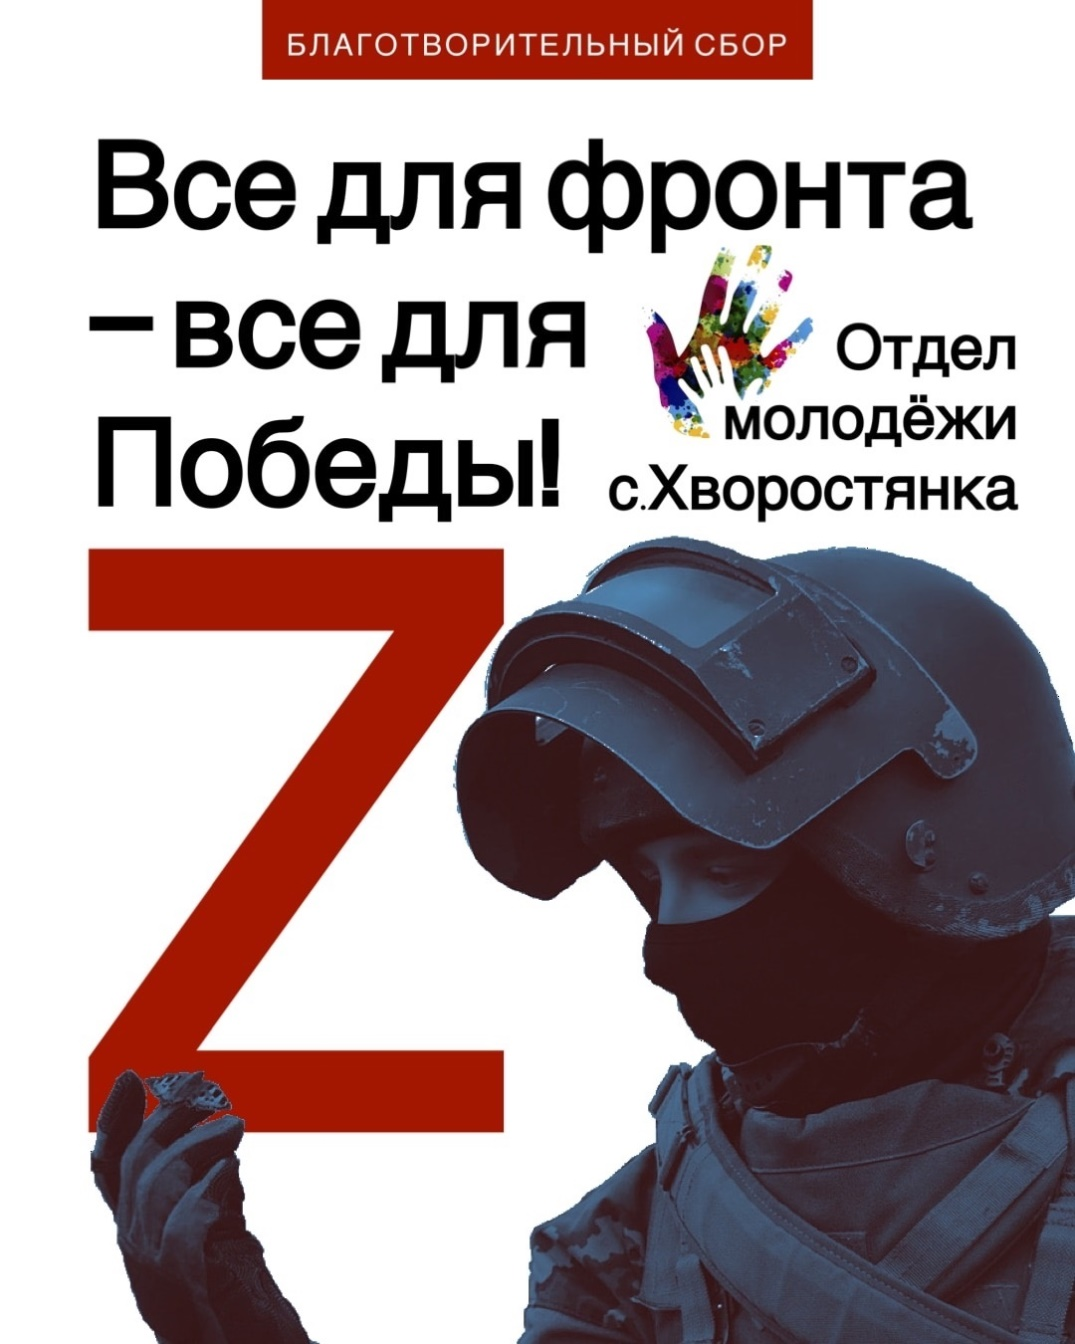 БЛАГОТВОРИТЕЛЬНЫЙ СБОР
Все для фронта
– все для
Победы!
Отдел
молодёжи
с.Хворостянка
Z